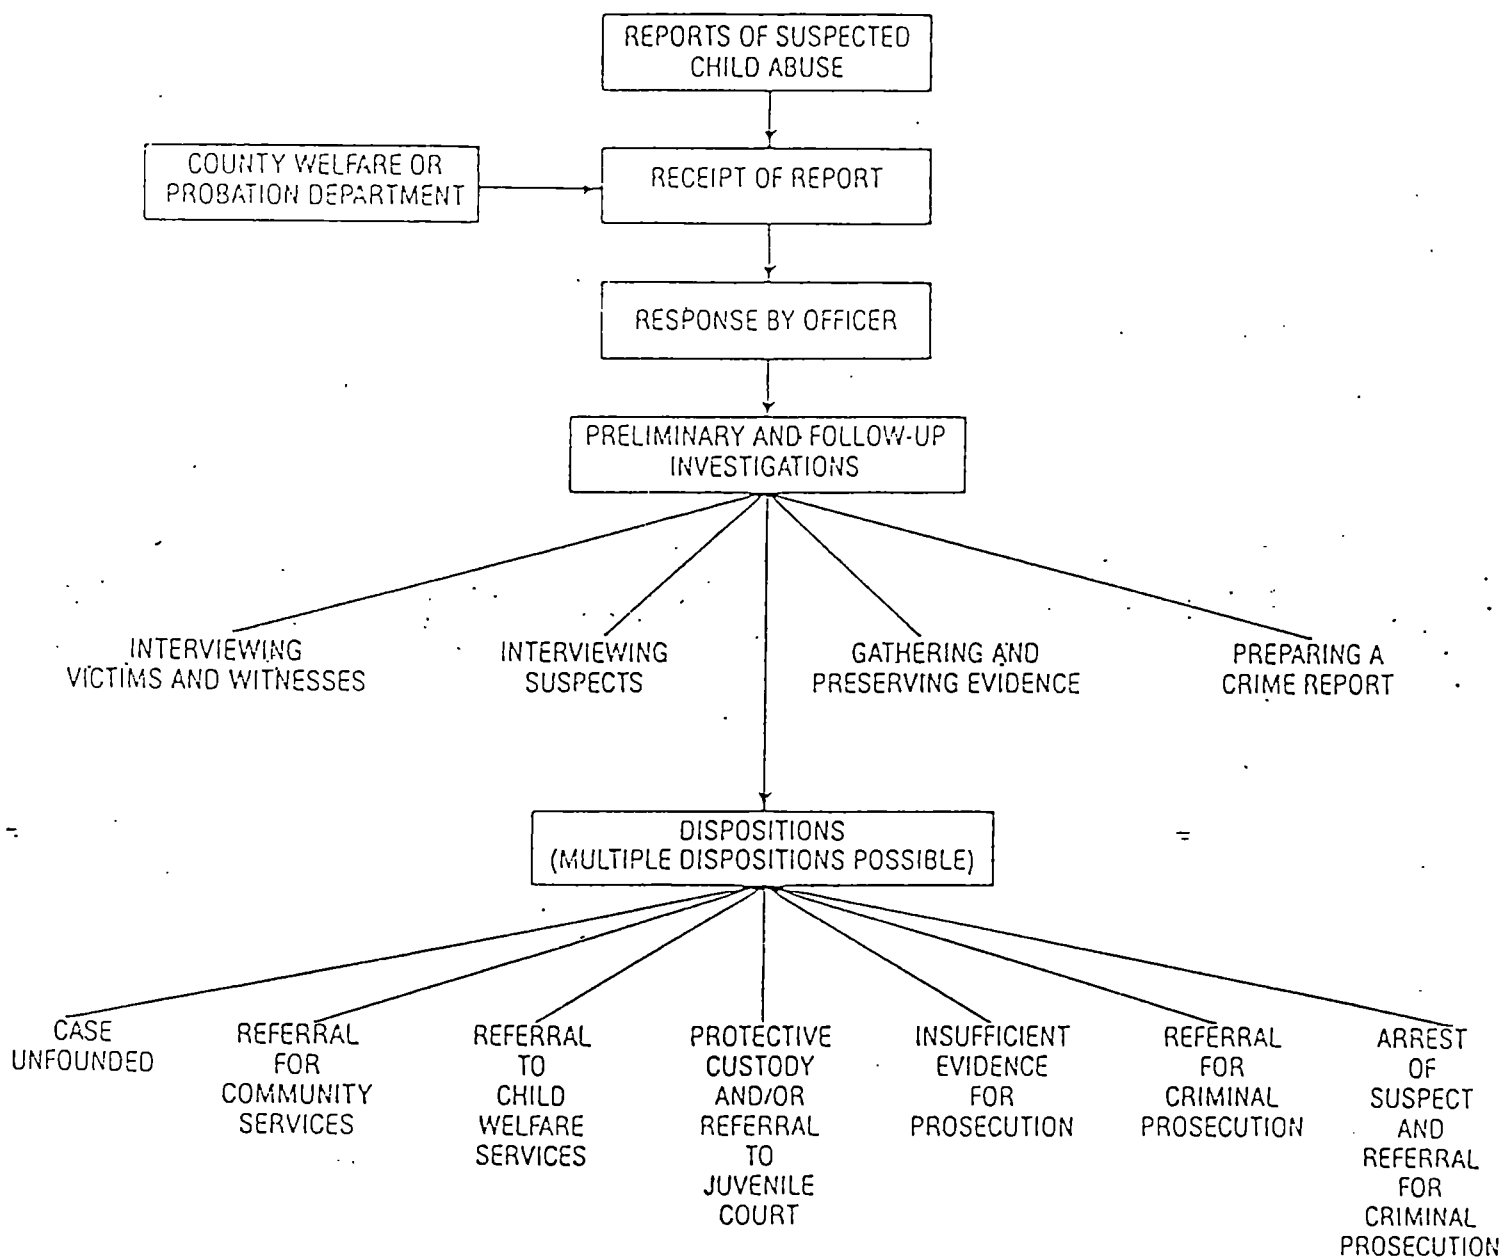 REPORTS OF SUSPECTED
CHILD ABUSE
COUNTY WELFARE OR
PROBATION DEPARTMENT
RECEIPT OF REPORT
RESPONSE BY OFFICER
PRELIMINARY AND FOLLOW-UP
INVESTIGATIONS
INTERVIEWING
VICTIMS AND WITNESSES
INTERVIEWING
SUSPECTS
GATHERING AND
PRESERVING EVIDENCE
PREPARING A
CRIME REPORT
DISPOSITIONS
(MULTIPLE DISPOSITIONS POSSIBLE)
CASE
UNFOUNDED
REFERRAL
FOR
COMMUNITY
SERVICES
REFERRAL
TO
CHILD
WELFARE
SERVICES
PROTECTIVE
CUSTODY
AND/OR
REFERRAL
TO
JUVENILE
COURT
INSUFFICIENT
EVIDENCE
FOR
PROSECUTION
REFERRAL
FOR
CRIMINAL
PROSECUTION
ARREST
OF
SUSPECT
AND
REFERRAL
FOR
CRIMINAL
PROSECUTION